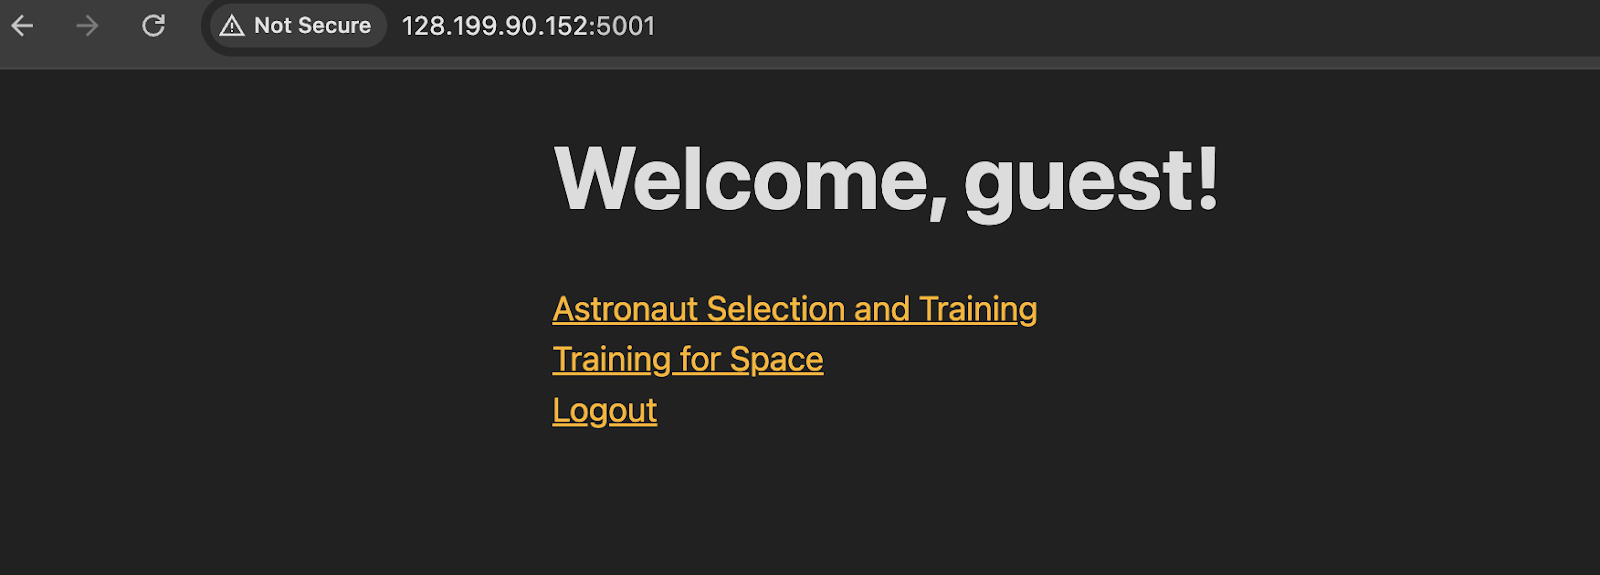 Not Secure 128.199.90.152:5001
Welcome, guest!
Astronaut Selection and Training
Training for Space
Logout